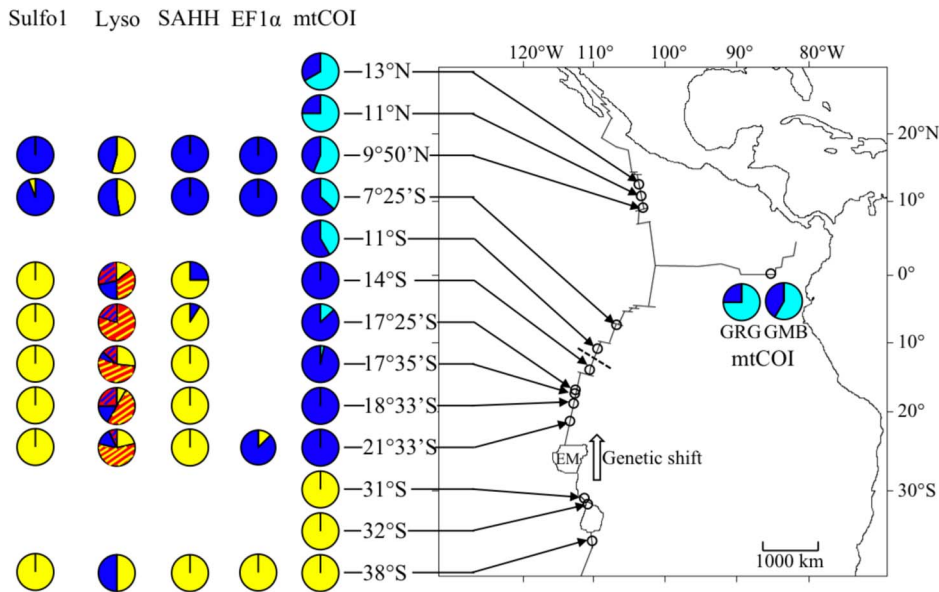 Sulfo1 Lyso SAHH EF1α mtCOI
120°W 110°W 100°W 90°W 80°W
13°N
11°N
9°50’N
7°25’S
11°S
14°S
17°25’S
17°35’S
18°33’S
21°33’S
31°S
32°S
38°S
20°N
10°N
0°
10°S
20°S
30°S
GRG GMB
mtCOI
EM
Genetic shift
1000 km